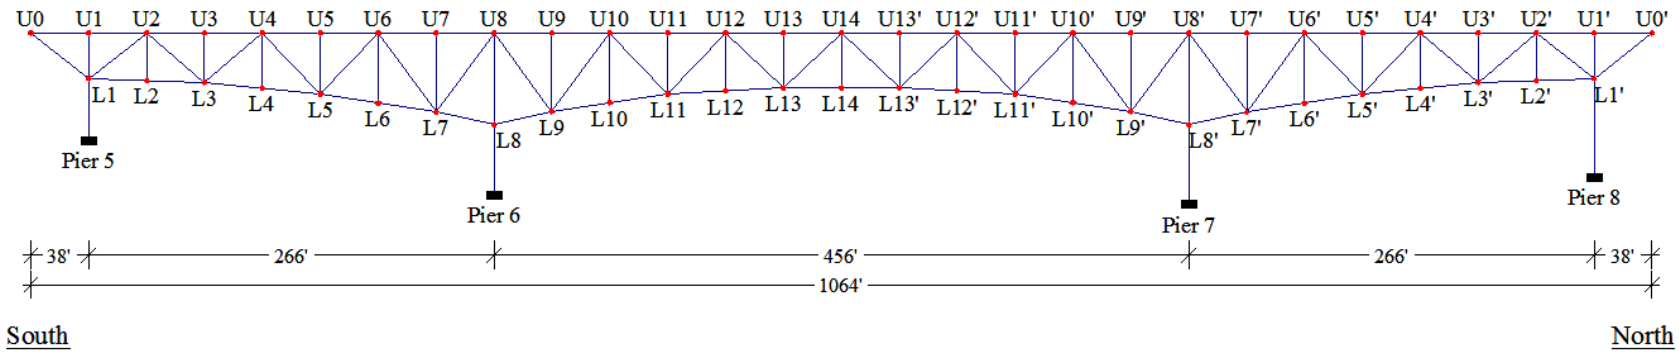 U0 U1 U2 U3 U4 U5 U6 U7 U8 U9 U10 U11 U12 U13 U14 U13' U12' U11' U10' U9' U8' U7' U6' U5' U4' U3' U2' U1' U0'
L1 L2 L3 L4 L5 L6 L7 L8 L9 L10 L11 L12 L13 L14 L13' L12' L11' L10' L9' L8' L7' L6' L5' L4' L3' L2' L1'
Pier 5
Pier 6
Pier 7
Pier 8
38' 266' 456' 266' 38'
1064'
South North